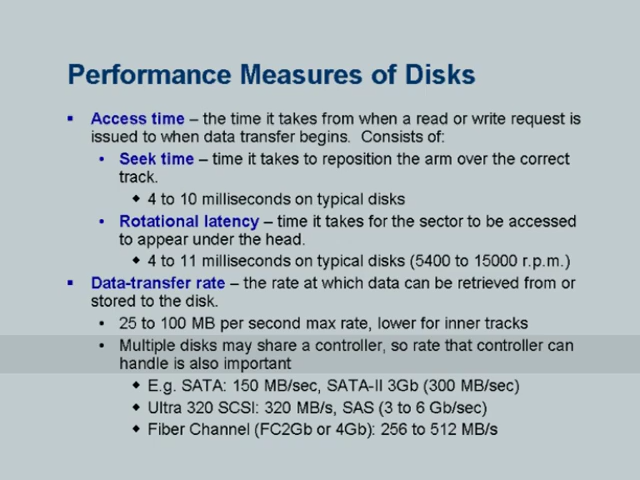 Performance Measures of Disks
▪ Access time – the time it takes from when a read or write request is
issued to when data transfer begins. Consists of:
• Seek time – time it takes to reposition the arm over the correct
track.
◆ 4 to 10 milliseconds on typical disks
• Rotational latency – time it takes for the sector to be accessed
to appear under the head.
◆ 4 to 11 milliseconds on typical disks (5400 to 15000 r.p.m.)
▪ Data-transfer rate – the rate at which data can be retrieved from or
stored to the disk.
• 25 to 100 MB per second max rate, lower for inner tracks
• Multiple disks may share a controller, so rate that controller can
handle is also important
◆ E.g. SATA: 150 MB/sec, SATA-II 3Gb (300 MB/sec)
◆ Ultra 320 SCSI: 320 MB/s, SAS (3 to 6 Gb/sec)
◆ Fiber Channel (FC2Gb or 4Gb): 256 to 512 MB/s